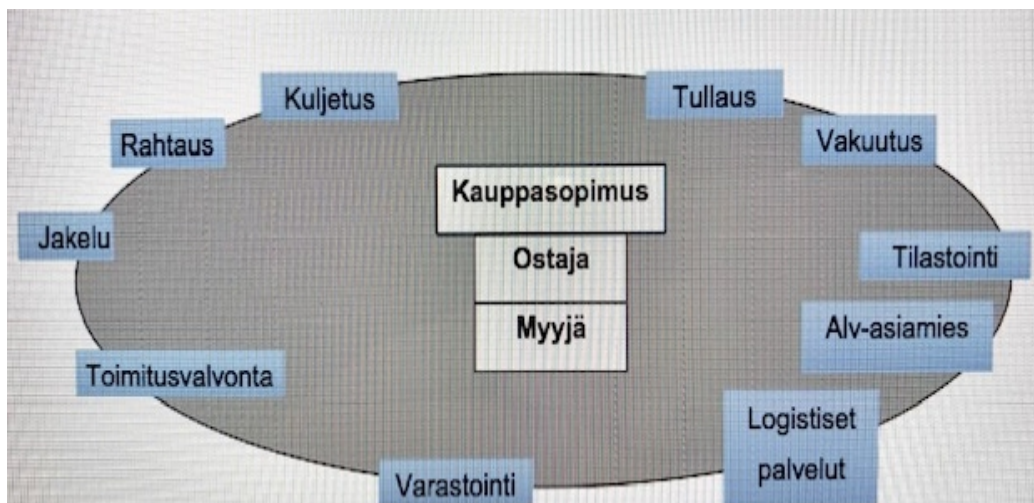 Kuljetus
Tullaus
Rahtaus
Vakuutus
Kauppasopimus
Jakelu
Ostaja
Tilastointi
Myyjä
Alv-asiamies
Toimitusvalvonta
Logistiset
palvelut
Varastointi